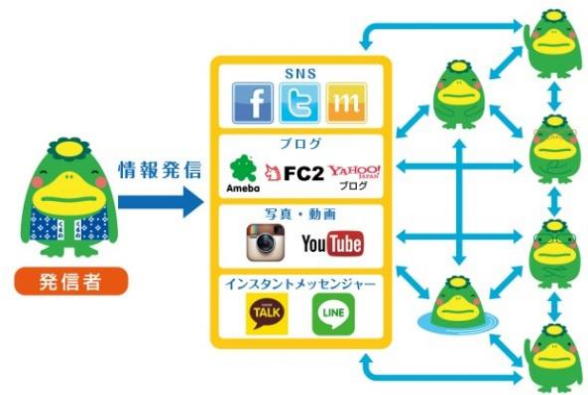 SNS
f t m
ブログ
Ameba FC2 YAHOO!
JAPAN
ブログ
情報発信
写真・動画
YouTube
発信者
インスタントメッセンジャー
TALK LINE